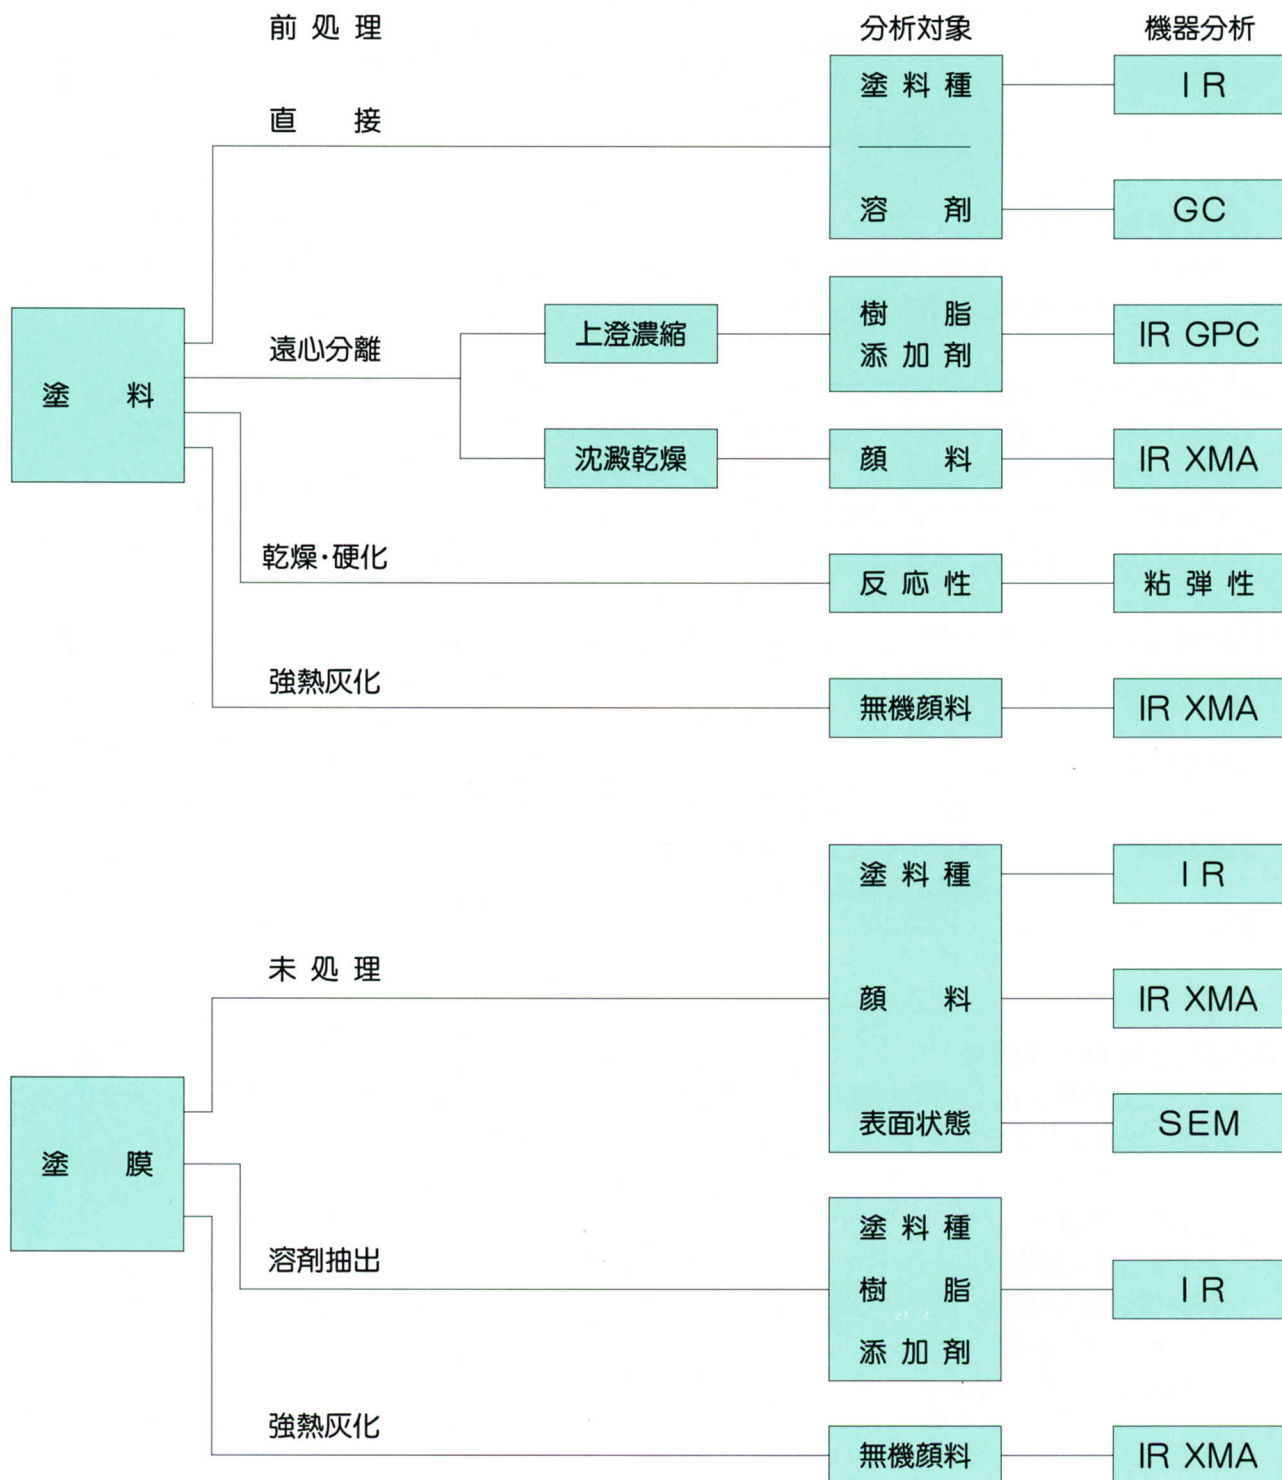 前処理 分析対象 機器分析
直接 塗料種 IR
溶剤 GC
塗料
遠心分離 上澄濃縮 樹脂 添加剤 IR GPC
沈澱乾燥 顔料 IR XMA
乾燥・硬化 反応性 粘弾性
強熱灰化 無機顔料 IR XMA
塗膜
未処理 塗料種 IR
顔料 IR XMA
表面状態 SEM
溶剤抽出 塗料種 樹脂 添加剤 IR
強熱灰化 無機顔料 IR XMA